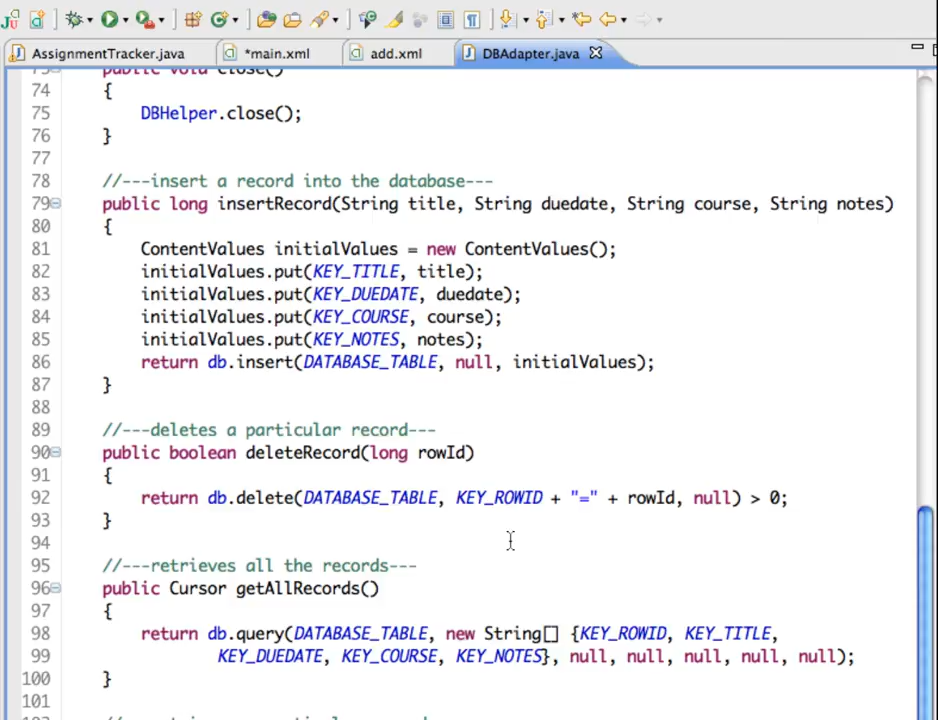 AssignmentTracker.java
*main.xml
add.xml
DBAdapter.java
public void close()
74 {
75 DBHelper.close();
76 }
77
78 //---insert a record into the database---
79 public long insertRecord(String title, String duedate, String course, String notes)
80 {
81 ContentValues initialValues = new ContentValues();
82 initialValues.put(KEY_TITLE, title);
83 initialValues.put(KEY_DUEDATE, duedate);
84 initialValues.put(KEY_COURSE, course);
85 initialValues.put(KEY_NOTES, notes);
86 return db.insert(DATABASE_TABLE, null, initialValues);
87 }
88
89 //---deletes a particular record---
90 public boolean deleteRecord(long rowId)
91 {
92 return db.delete(DATABASE_TABLE, KEY_ROWID + "=" + rowId, null) > 0;
93 }
94
95 //---retrieves all the records---
96 public Cursor getAllRecords()
97 {
98 return db.query(DATABASE_TABLE, new String[] {KEY_ROWID, KEY_TITLE,
99 KEY_DUEDATE, KEY_COURSE, KEY_NOTES}, null, null, null, null, null);
100 }
101